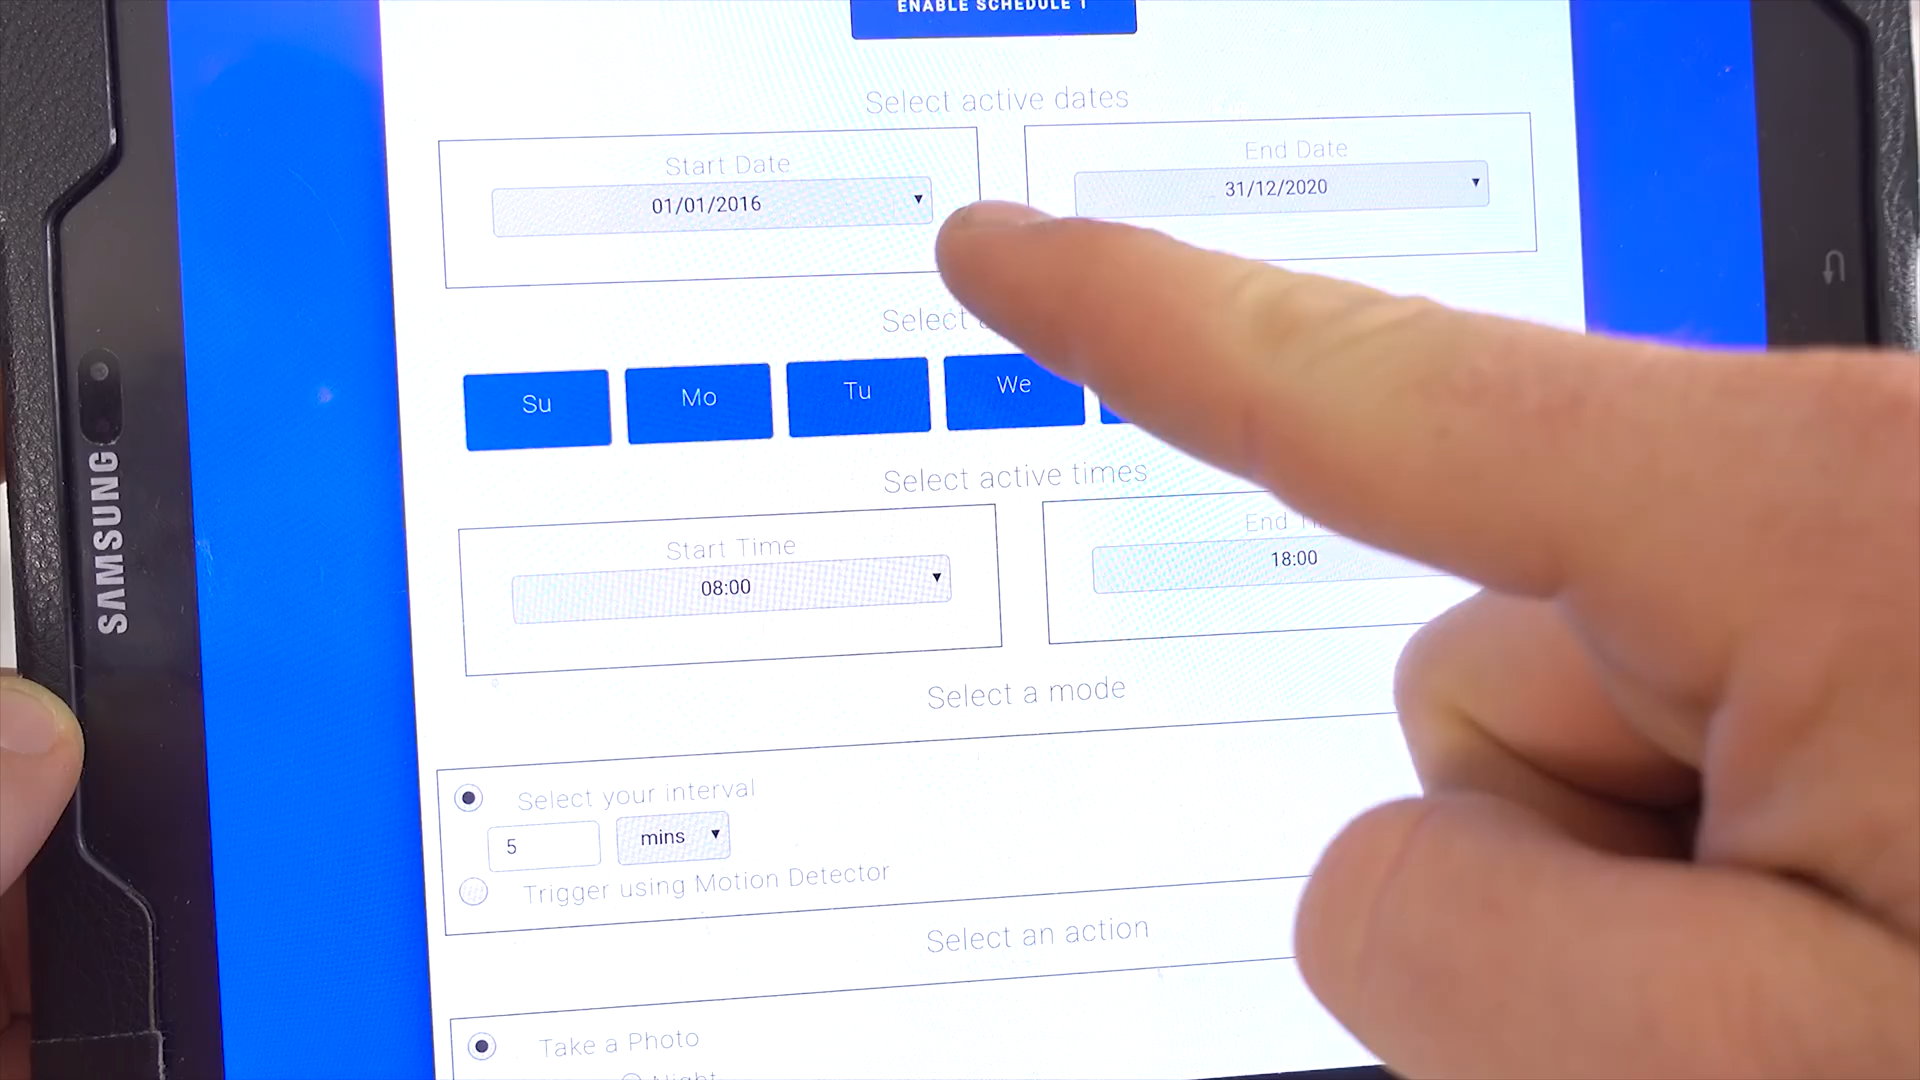 ENABLE SCHEDULE 1
Select active dates
Start Date
01/01/2016
End Date
31/12/2020
Select
Su
Mo
Tu
We
Select active times
Start Time
08:00
End
18:00
Select a mode
Select your interval
5
mins
Trigger using Motion Detector
Select an action
Take a Photo
Night
SAMSUNG